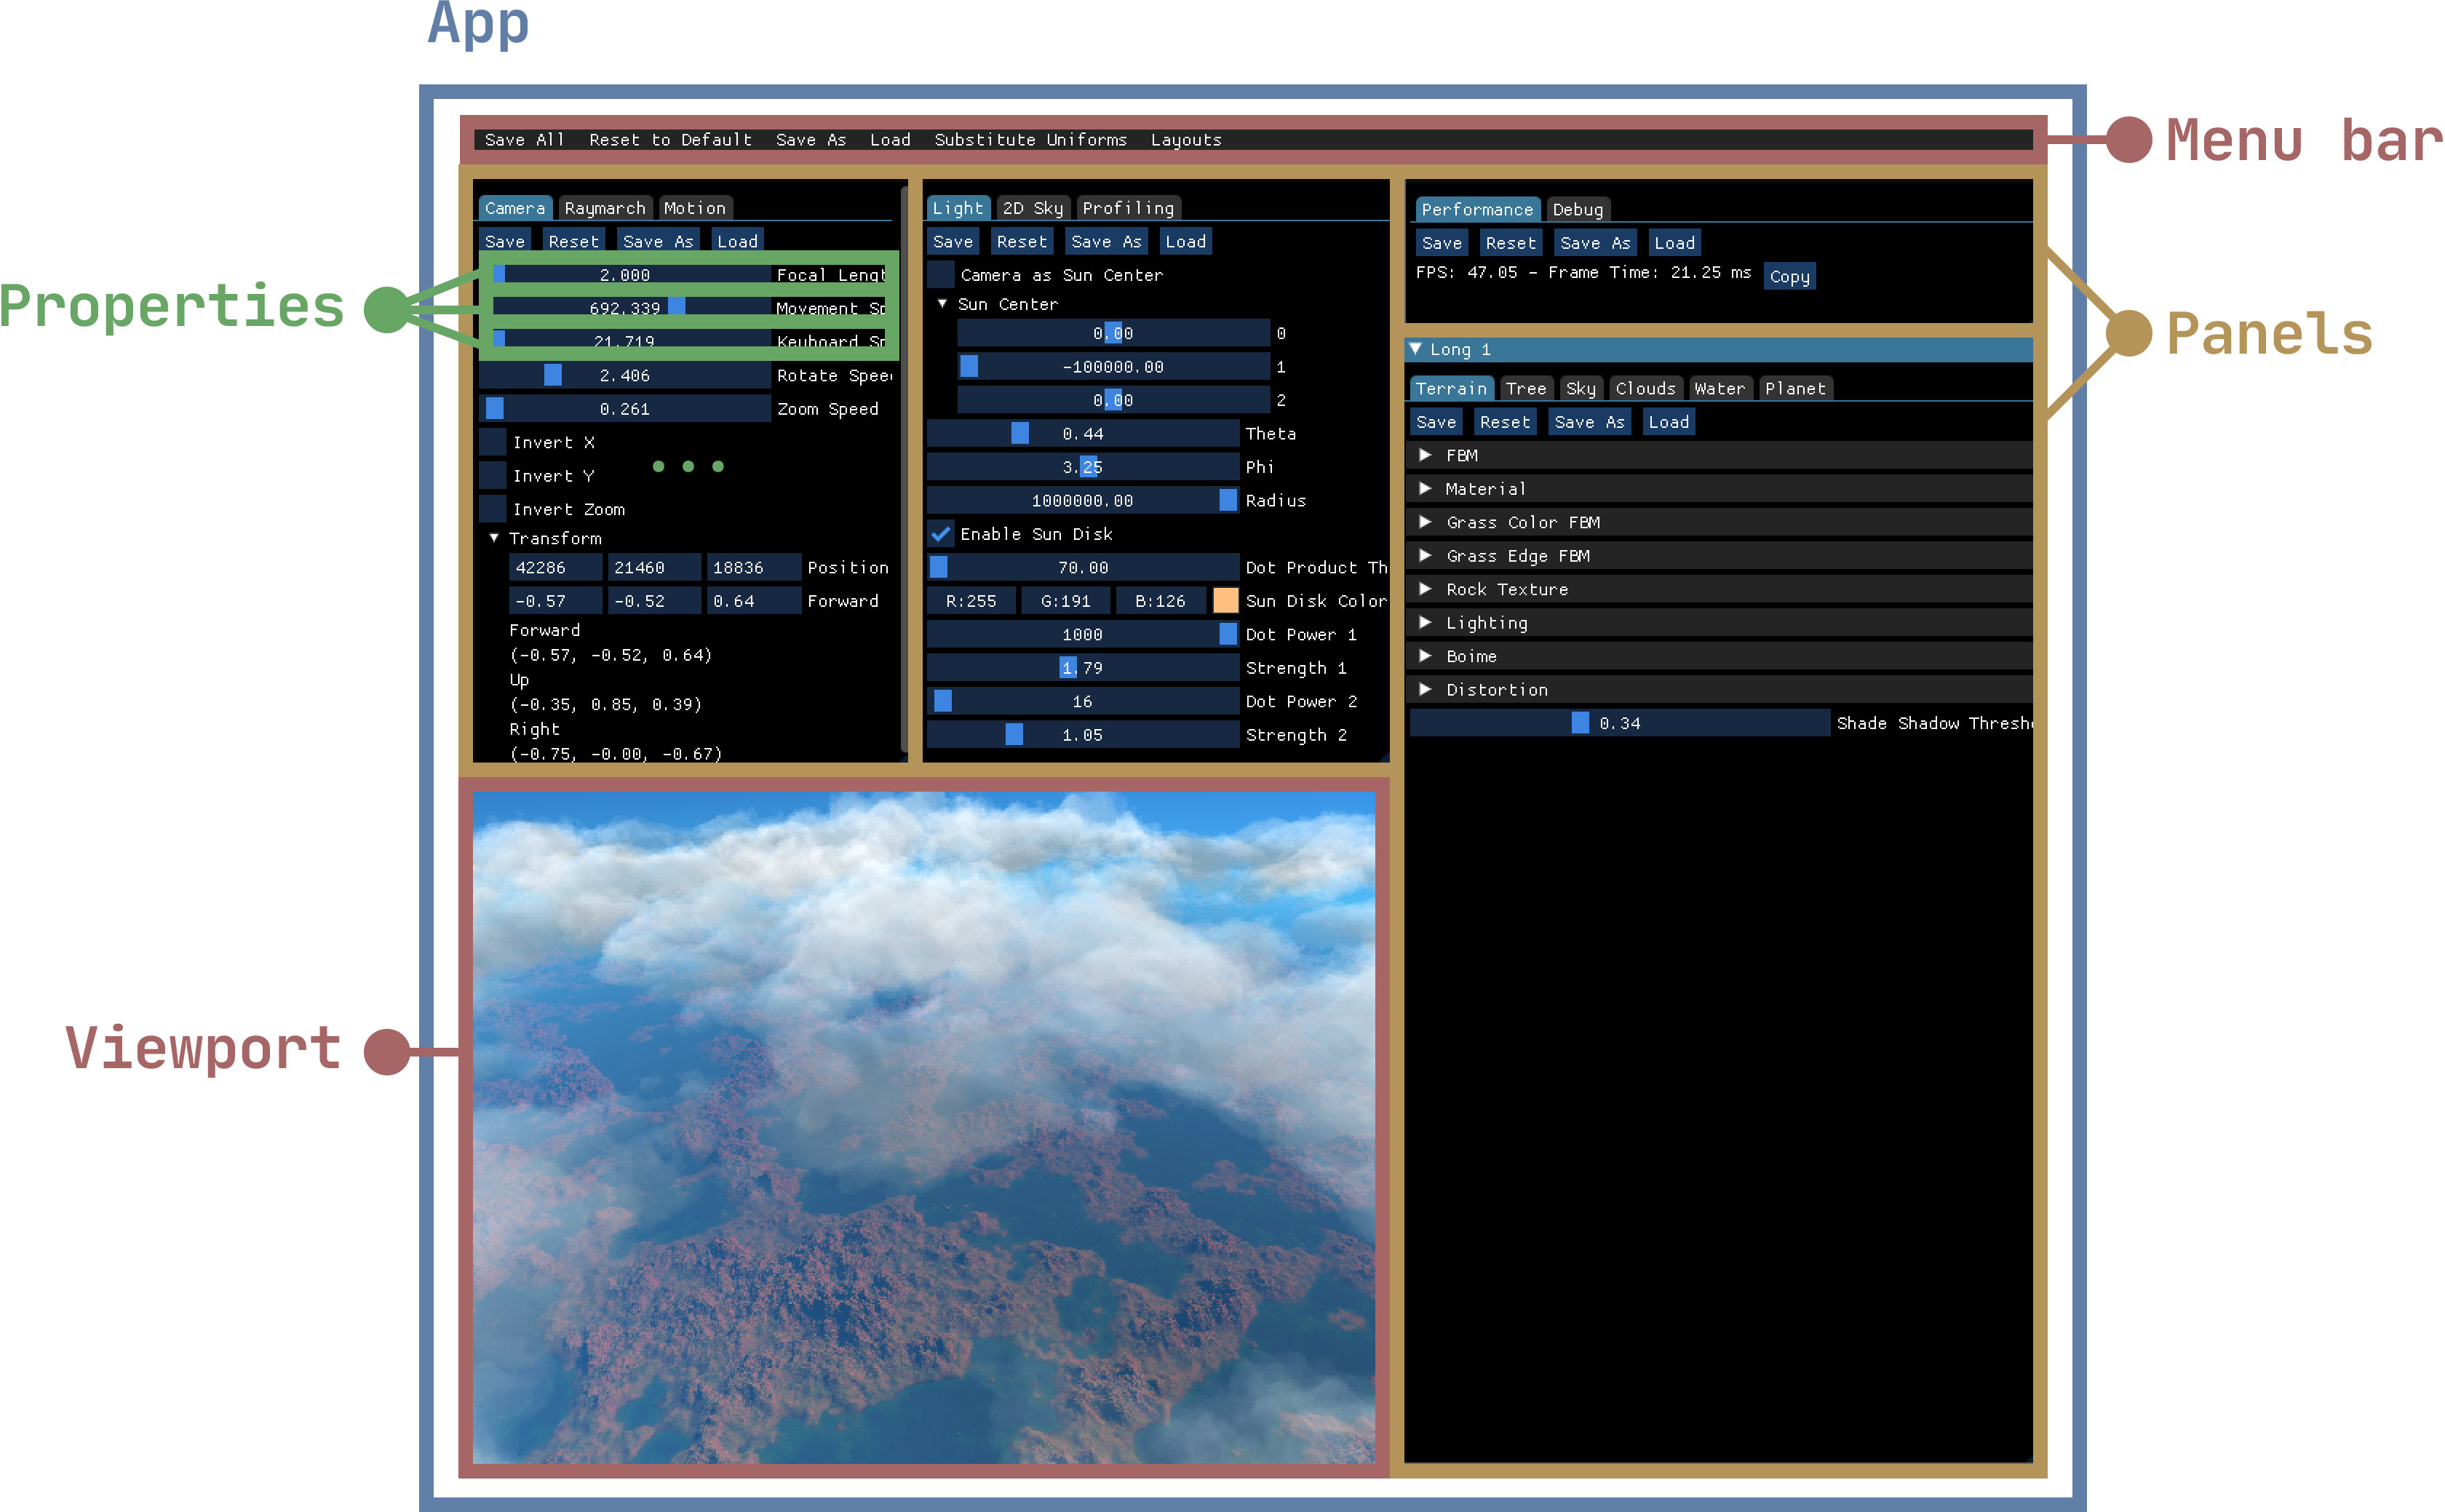 App
Menu bar
Save All Reset to Default Save As Load Substitute Uniforms Layouts
Properties
Camera Raymarch Motion
Save Reset Save As Load
2.000 Focal Lengt
692.339 Movement Sp
21.719 Keyboard Sp
2.406 Rotate Spee
0.261 Zoom Speed
Invert X
Invert Y
Invert Zoom
Transform
42286 21460 18836 Position
-0.57 -0.52 0.64 Forward
Forward
(-0.57, -0.52, 0.64)
Up
(-0.35, 0.85, 0.39)
Right
(-0.75, -0.00, -0.67)
Light 2D Sky Profiling
Save Reset Save As Load
Camera as Sun Center
Sun Center
0.00 0
-100000.00 1
0.00 2
0.44 Theta
3.25 Phi
1000000.00 Radius
Enable Sun Disk
70.00 Dot Product Th
R:255 G:191 B:126 Sun Disk Color
1000 Dot Power 1
1.79 Strength 1
16 Dot Power 2
1.05 Strength 2
Panels
Performance Debug
Save Reset Save As Load
FPS: 47.05 - Frame Time: 21.25 ms Copy
Long 1
Terrain Tree Sky Clouds Water Planet
Save Reset Save As Load
FBM
Material
Grass Color FBM
Grass Edge FBM
Rock Texture
Lighting
Boime
Distortion
0.34 Shade Shadow Thresh
Viewport